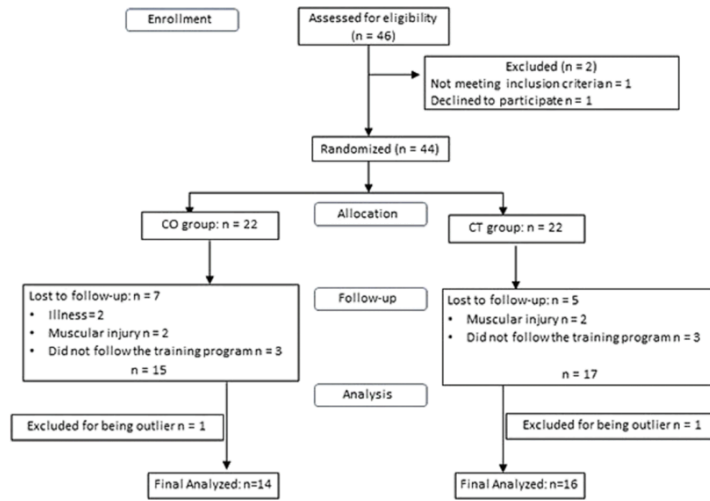 Enrollment
Assessed for eligibility
(n = 46)
Excluded (n = 2)
Not meeting inclusion criterian = 1
Declined to participate n = 1
Randomized (n = 44)
Allocation
CO group: n = 22
CT group: n = 22
Follow-up
Lost to follow-up: n = 7
• Illness = 2
• Muscular injury n = 2
• Did not follow the training program n = 3
n = 15
Lost to follow-up: n = 5
• Muscular injury n = 2
• Did not follow the training program n = 3
n = 17
Analysis
Excluded for being outlier n = 1
Excluded for being outlier n = 1
Final Analyzed: n=14
Final Analyzed: n=16